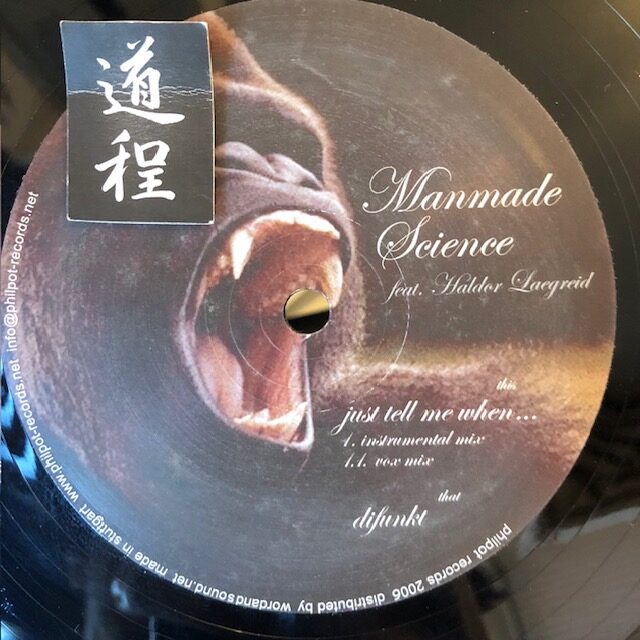 道程
Manmade
Science
feat. Haldor Laegreid
this
just tell me when...
1. instrumental mix
1.1. vox mix
that
difunkt
philpot records 2006 distributed by wordandsound.net made in stuttgart www.philpot-records.net info@philpot-records.net